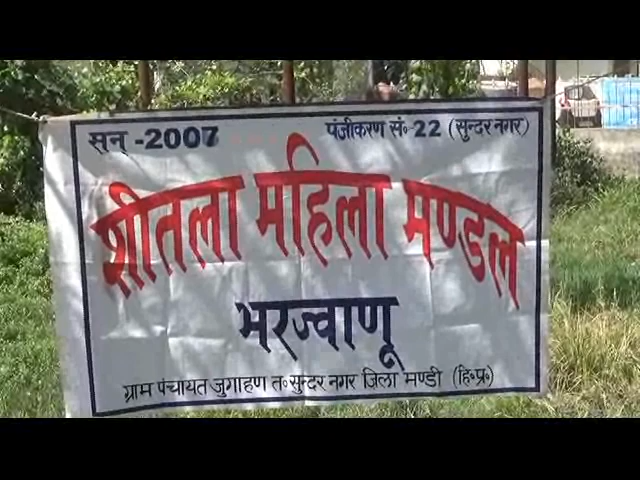 सन् -2007 पंजीकरण सं॰ 22 (सुन्दर नगर)
शीतला महिला मण्डल
भरज्वाणू
ग्राम पंचायत जुगाहण त॰ सुन्दर नगर जिला मण्डी (हि॰प्र॰)